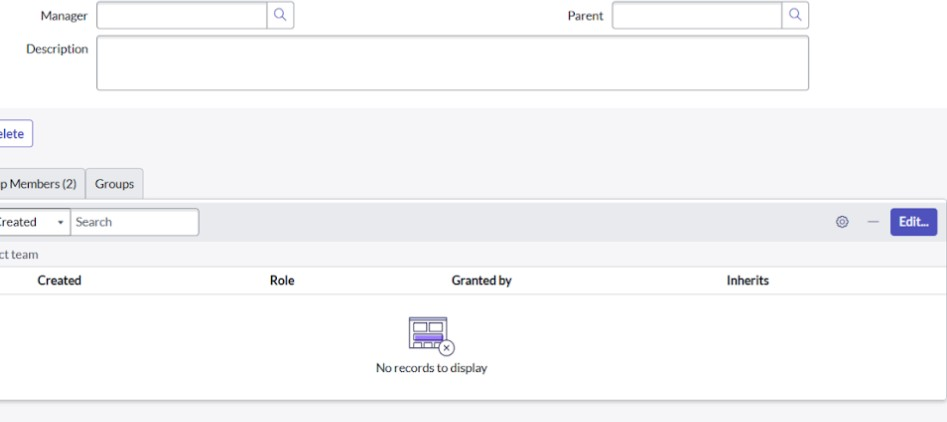 Manager Parent
Description
elete
p Members (2) Groups
Created Search Edit...
ct team
Created Role Granted by Inherits
No records to display